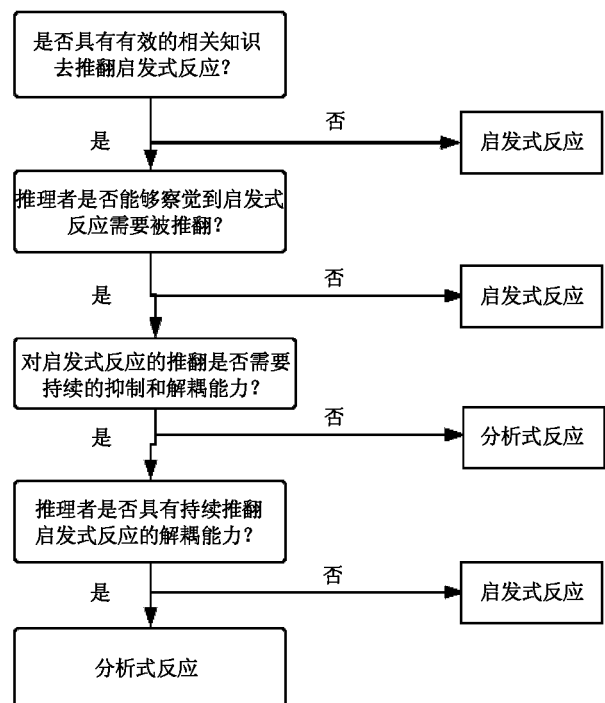 是否具有有效的相关知识
去推翻启发式反应？
是
否
启发式反应
推理者是否能够察觉到启发式
反应需要被推翻？
是
否
启发式反应
对启发式反应的推翻是否需要
持续的抑制和解耦能力？
是
否
分析式反应
推理者是否具有持续推翻
启发式反应的解耦能力？
是
否
启发式反应
分析式反应